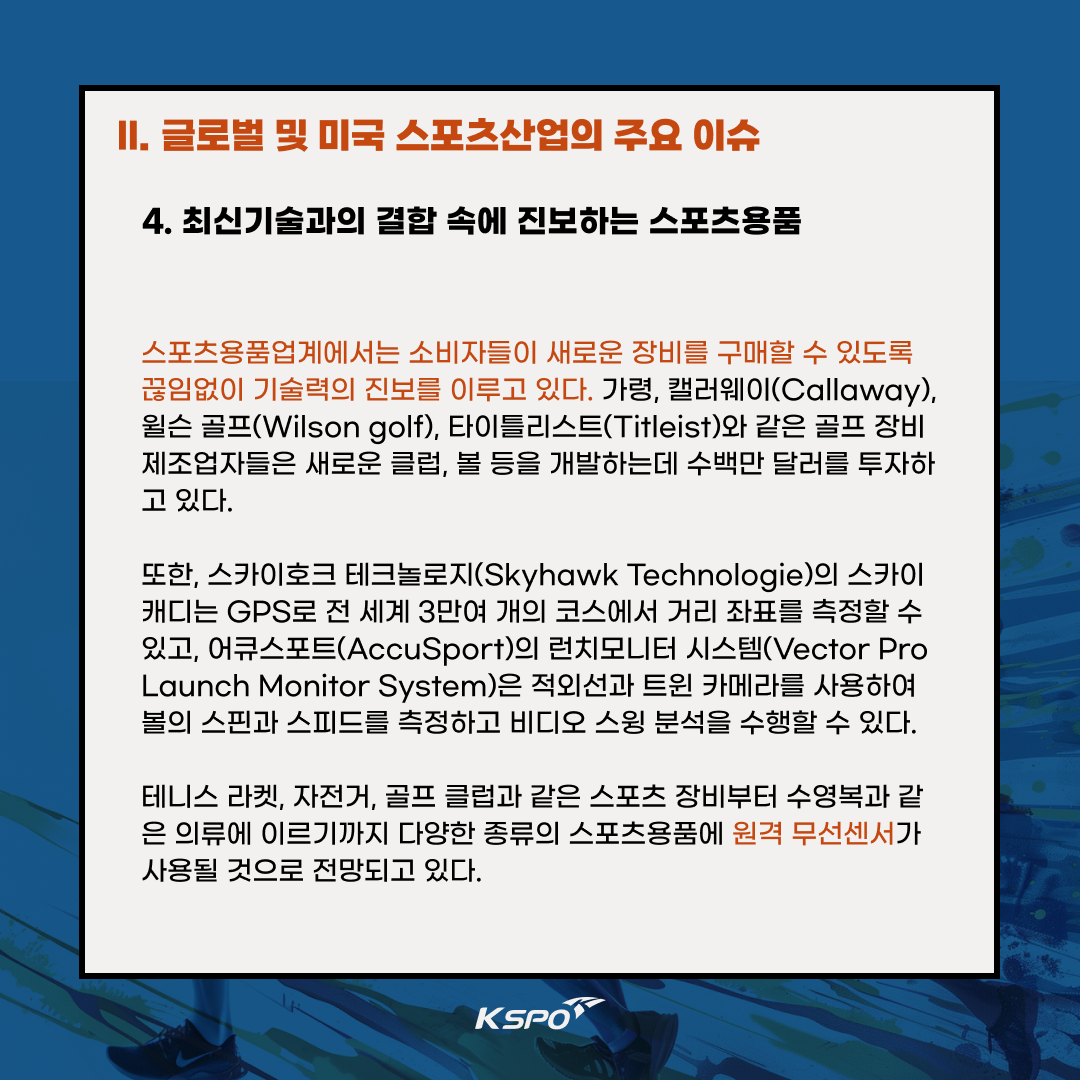 II. 글로벌 및 미국 스포츠산업의 주요 이슈
4. 최신기술과의 결합 속에 진보하는 스포츠용품
스포츠용품업계에서는 소비자들이 새로운 장비를 구매할 수 있도록
끊임없이 기술력의 진보를 이루고 있다. 가령, 캘러웨이(Callaway),
윌슨 골프(Wilson golf), 타이틀리스트(Titleist)와 같은 골프 장비
제조업자들은 새로운 클럽, 볼 등을 개발하는데 수백만 달러를 투자하
고 있다.
또한, 스카이호크 테크놀로지(Skyhawk Technologie)의 스카이
캐디는 GPS로 전 세계 3만여 개의 코스에서 거리 좌표를 측정할 수
있고, 어큐스포트(AccuSport)의 런치모니터 시스템(Vector Pro
Launch Monitor System)은 적외선과 트윈 카메라를 사용하여
볼의 스핀과 스피드를 측정하고 비디오 스윙 분석을 수행할 수 있다.
테니스 라켓, 자전거, 골프 클럽과 같은 스포츠 장비부터 수영복과 같
은 의류에 이르기까지 다양한 종류의 스포츠용품에 원격 무선센서가
사용될 것으로 전망되고 있다.
KSPO